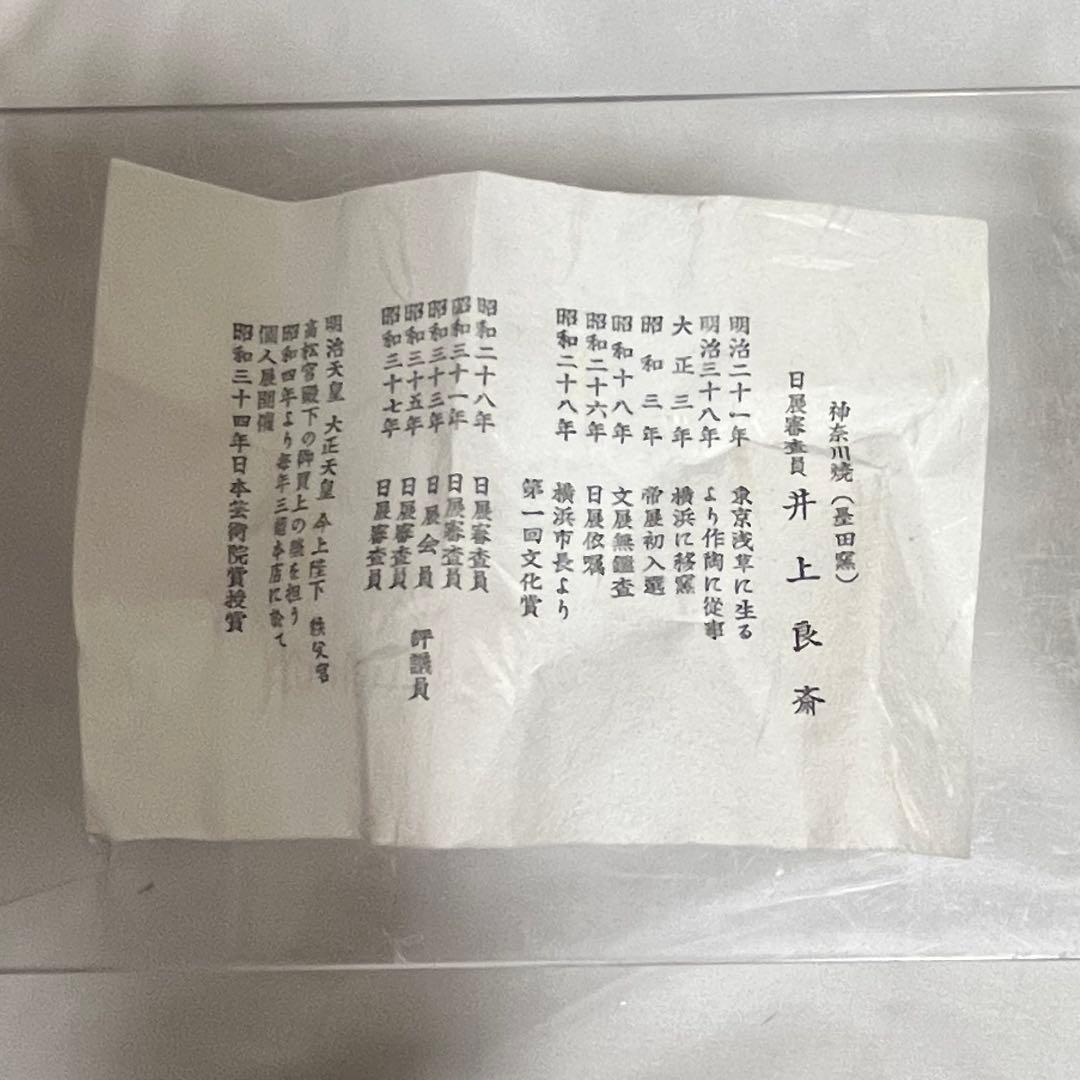 神奈川焼(墨田窯)
日展審査員 井上良斎
明治二十一年 東京浅草に生る
明治三十八年 より作陶に従事
大正三年 横浜に移窯
昭和三年 帝展初入選
昭和十八年 文展無鑑査
昭和二十六年 日展依嘱
昭和二十八年 横浜市長より
第一回文化賞
昭和二十八年 日展審査員
昭和三十一年 日展審査員
昭和三十三年 日展会員 評議員
昭和三十五年 日展審査員
昭和三十七年 日展審査員
明治天皇 大正天皇 今上陛下 秩父宮
高松宮殿下の御買上の栄を担う
昭和四年より毎年三越本店に於て
個人展開催
昭和三十四年日本芸術院賞授賞